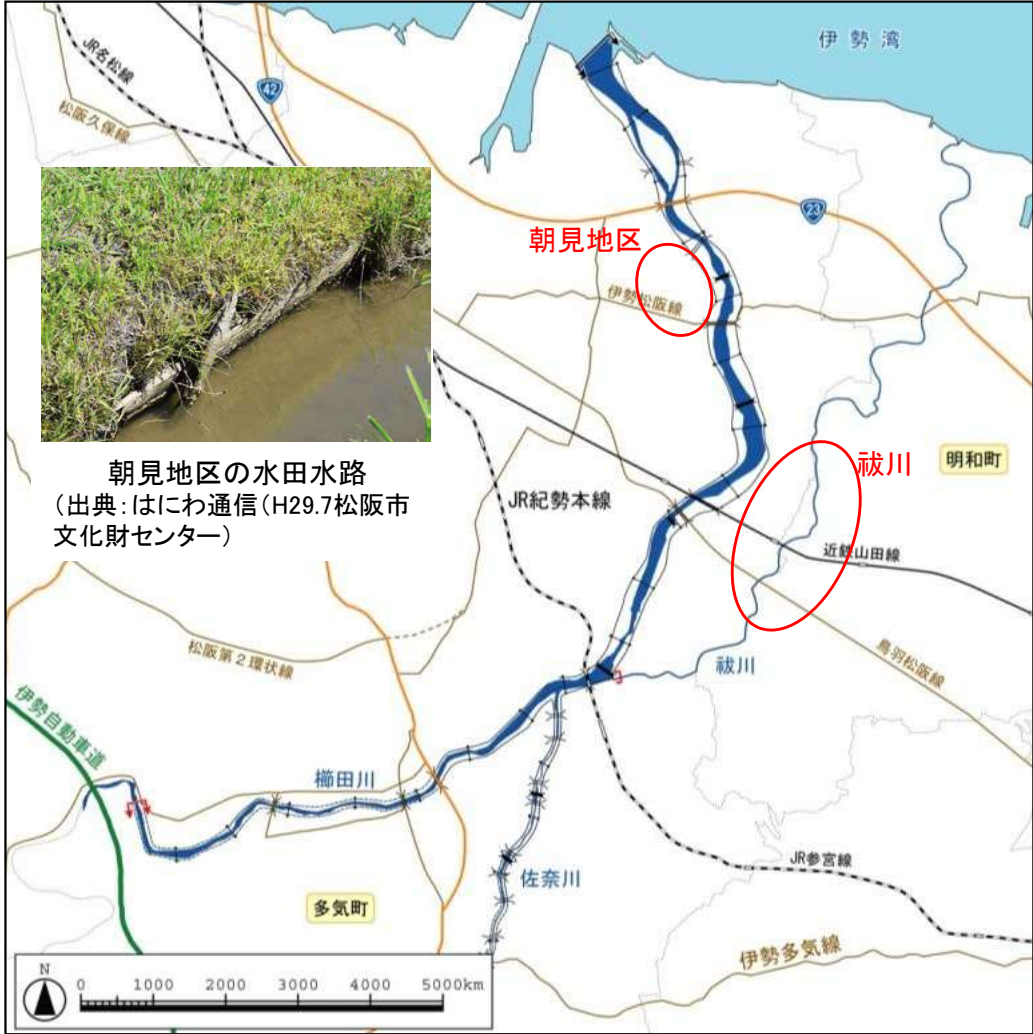 伊勢湾
JR名松線
42
松阪久保線
23
朝見地区
伊勢松阪線
朝見地区の水田水路
(出典：はにわ通信(H29.7松阪市
文化財センター)
祓川
明和町
JR紀勢本線
近鉄山田線
松阪第2環状線
祓川
鳥羽松阪線
伊勢自動車道
櫛田川
JR参宮線
佐奈川
多気町
伊勢多気線
N
0 1000 2000 3000 4000 5000km